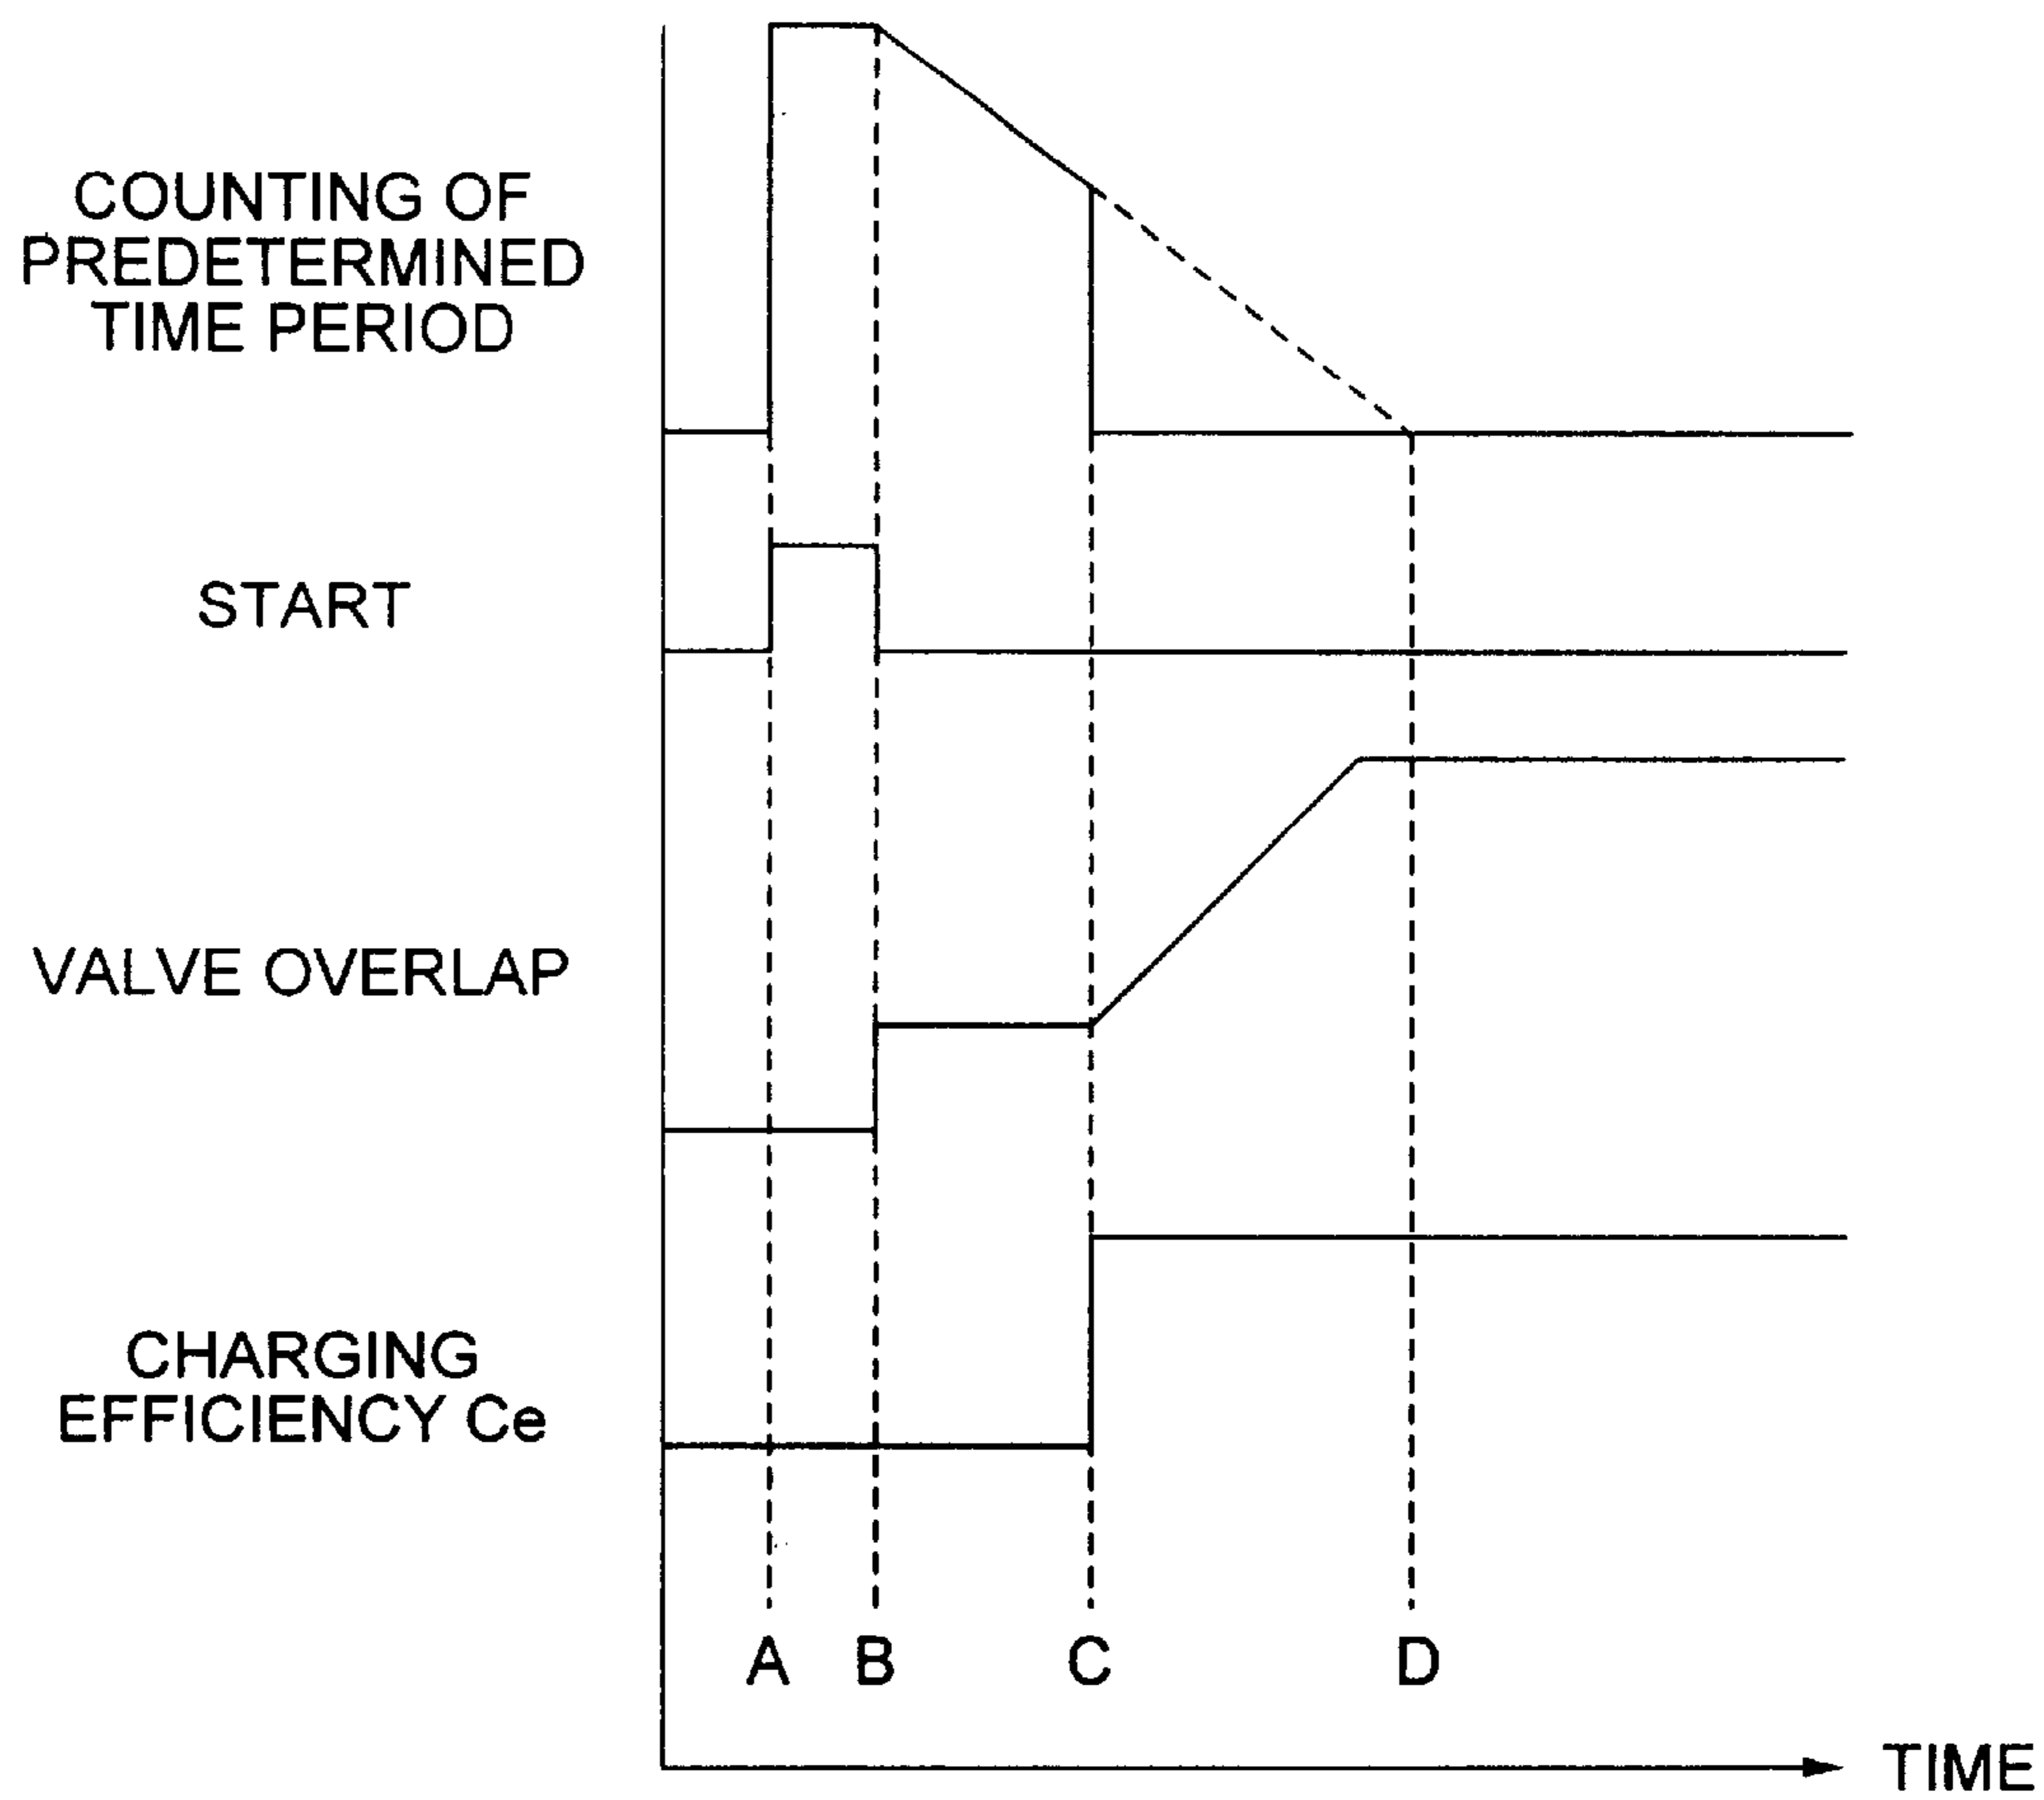 COUNTING OF
PREDETERMINED
TIME PERIOD
START
VALVE OVERLAP
CHARGING
EFFICIENCY Ce
A B C D
TIME